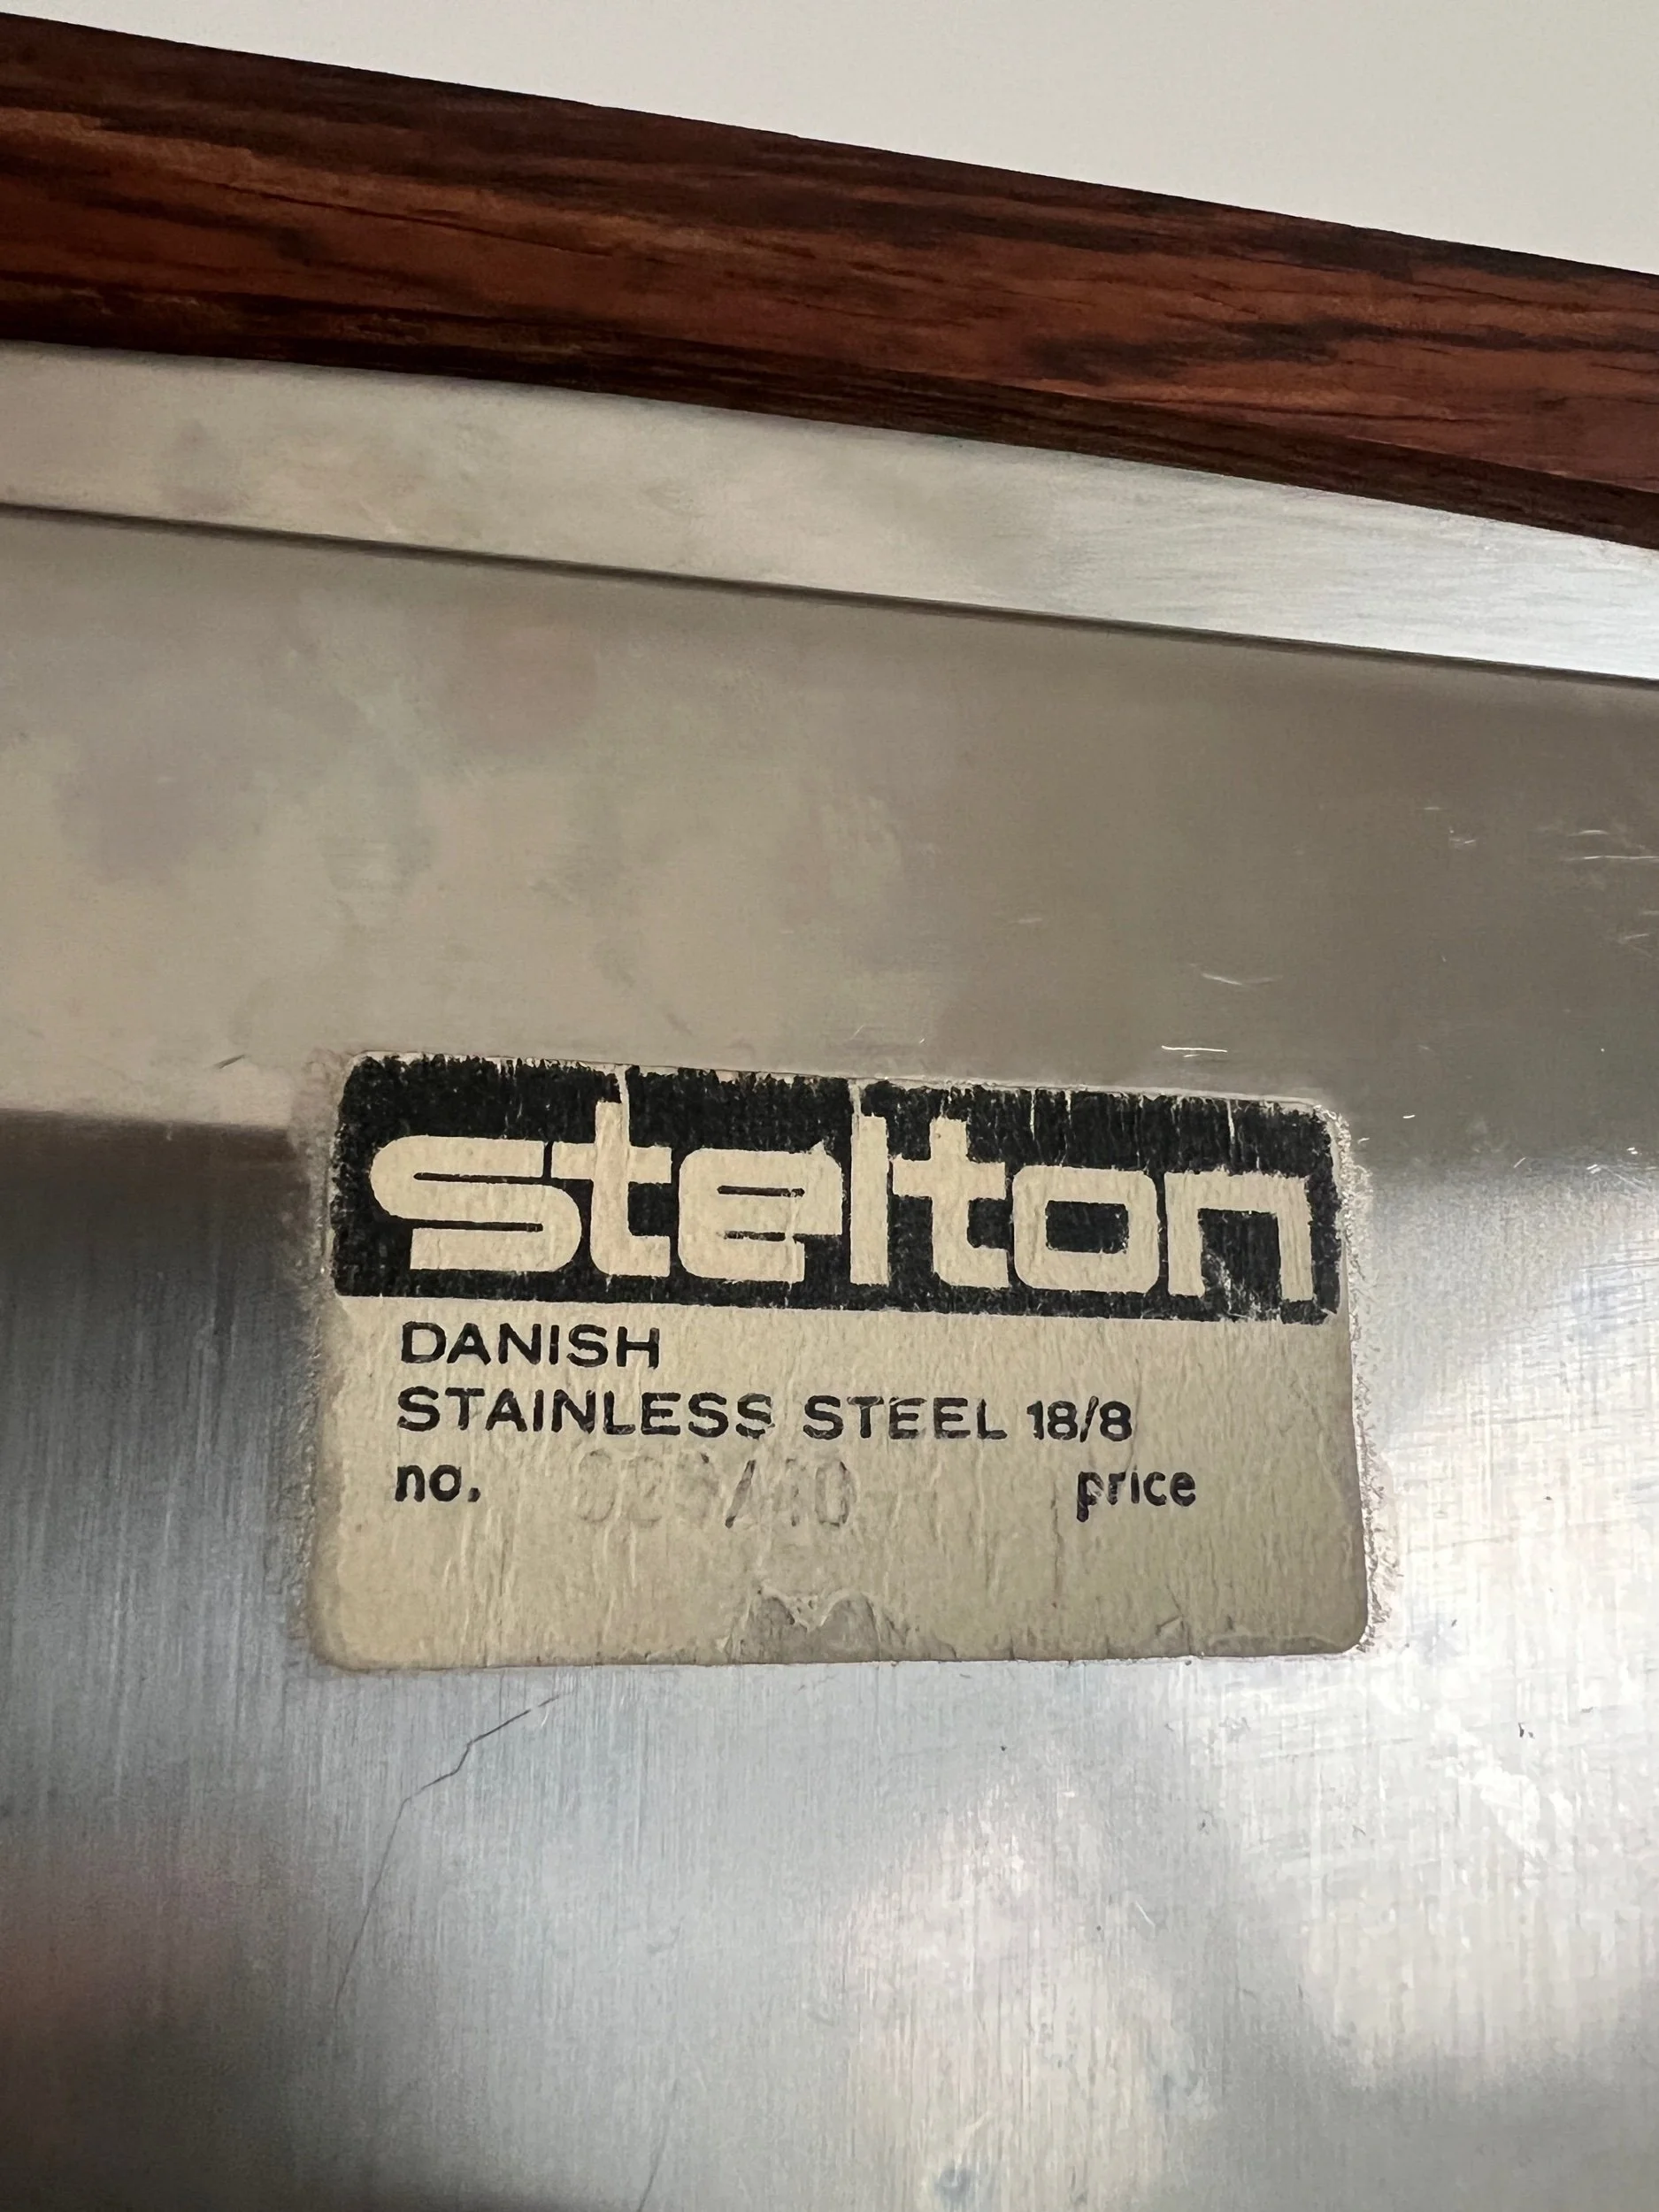 stelton
DANISH
STAINLESS STEEL 18/8
no. price